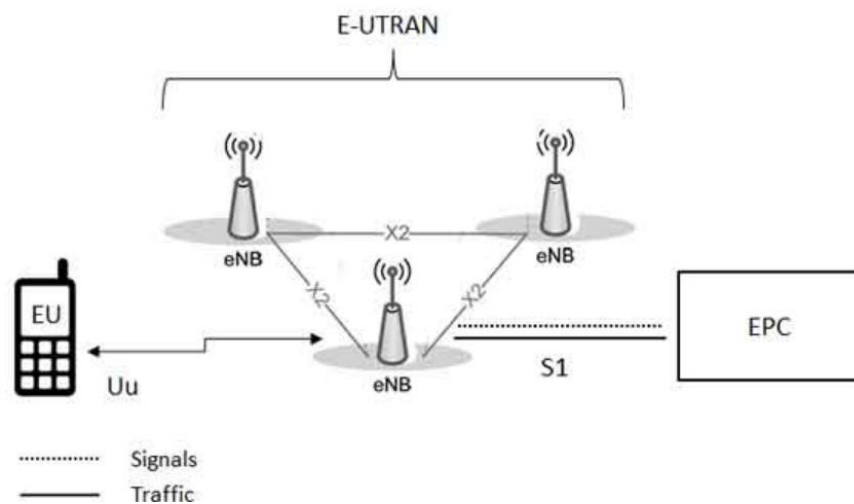 E-UTRAN
X2
eNB
eNB
X2
X2
EU
EPC
eNB
S1
Uu
Signals
Traffic